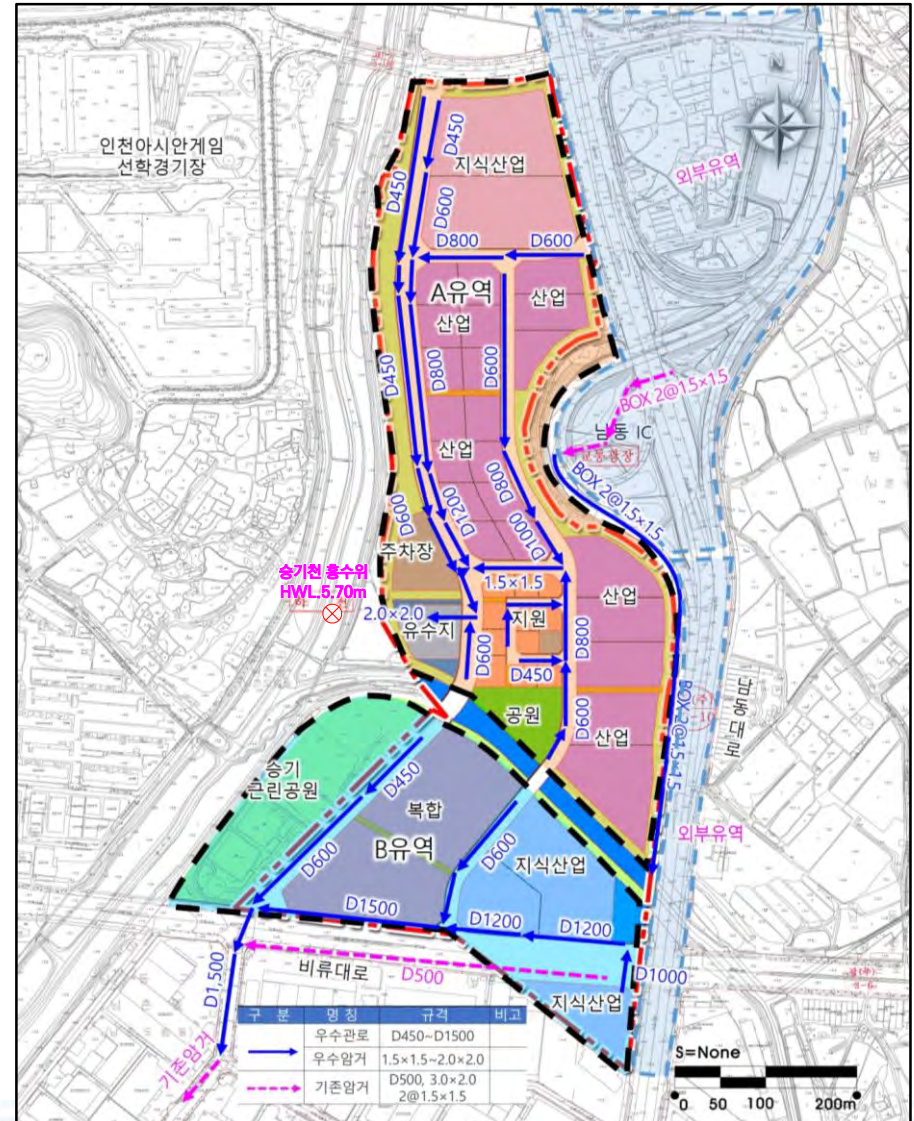 인천아시안게임
선학경기장
외부유역
N
D450
D450
지식산업
D600
D800
D600
A유역
산업
산업
BOX 2@1.5×1.5
D450
D800
D600
남동 IC
교통광장
BOX 2@1.5×1.5
산업
D600
D1200
D800
D1000
주차장
승기천 홍수위
HWL.5.70m
1.5×1.5
산업
2.0×2.0
유수지
지원
D600
D800
D450
BOX 2@1.5×1.5
남동대로
공원
D600
산업
승기
근린공원
D450
복합
외부유역
D600
B유역
D600
지식산업
D1500
D1200
D1200
비류대로
D500
D1000
D1,500
지식산업
기존암거
구 분 명 칭 규격 비고
우수관로 D450~D1500
우수암거 1.5×1.5~2.0×2.0
기존암거 D500, 3.0×2.0
2@1.5×1.5
S=None
0 50 100 200m